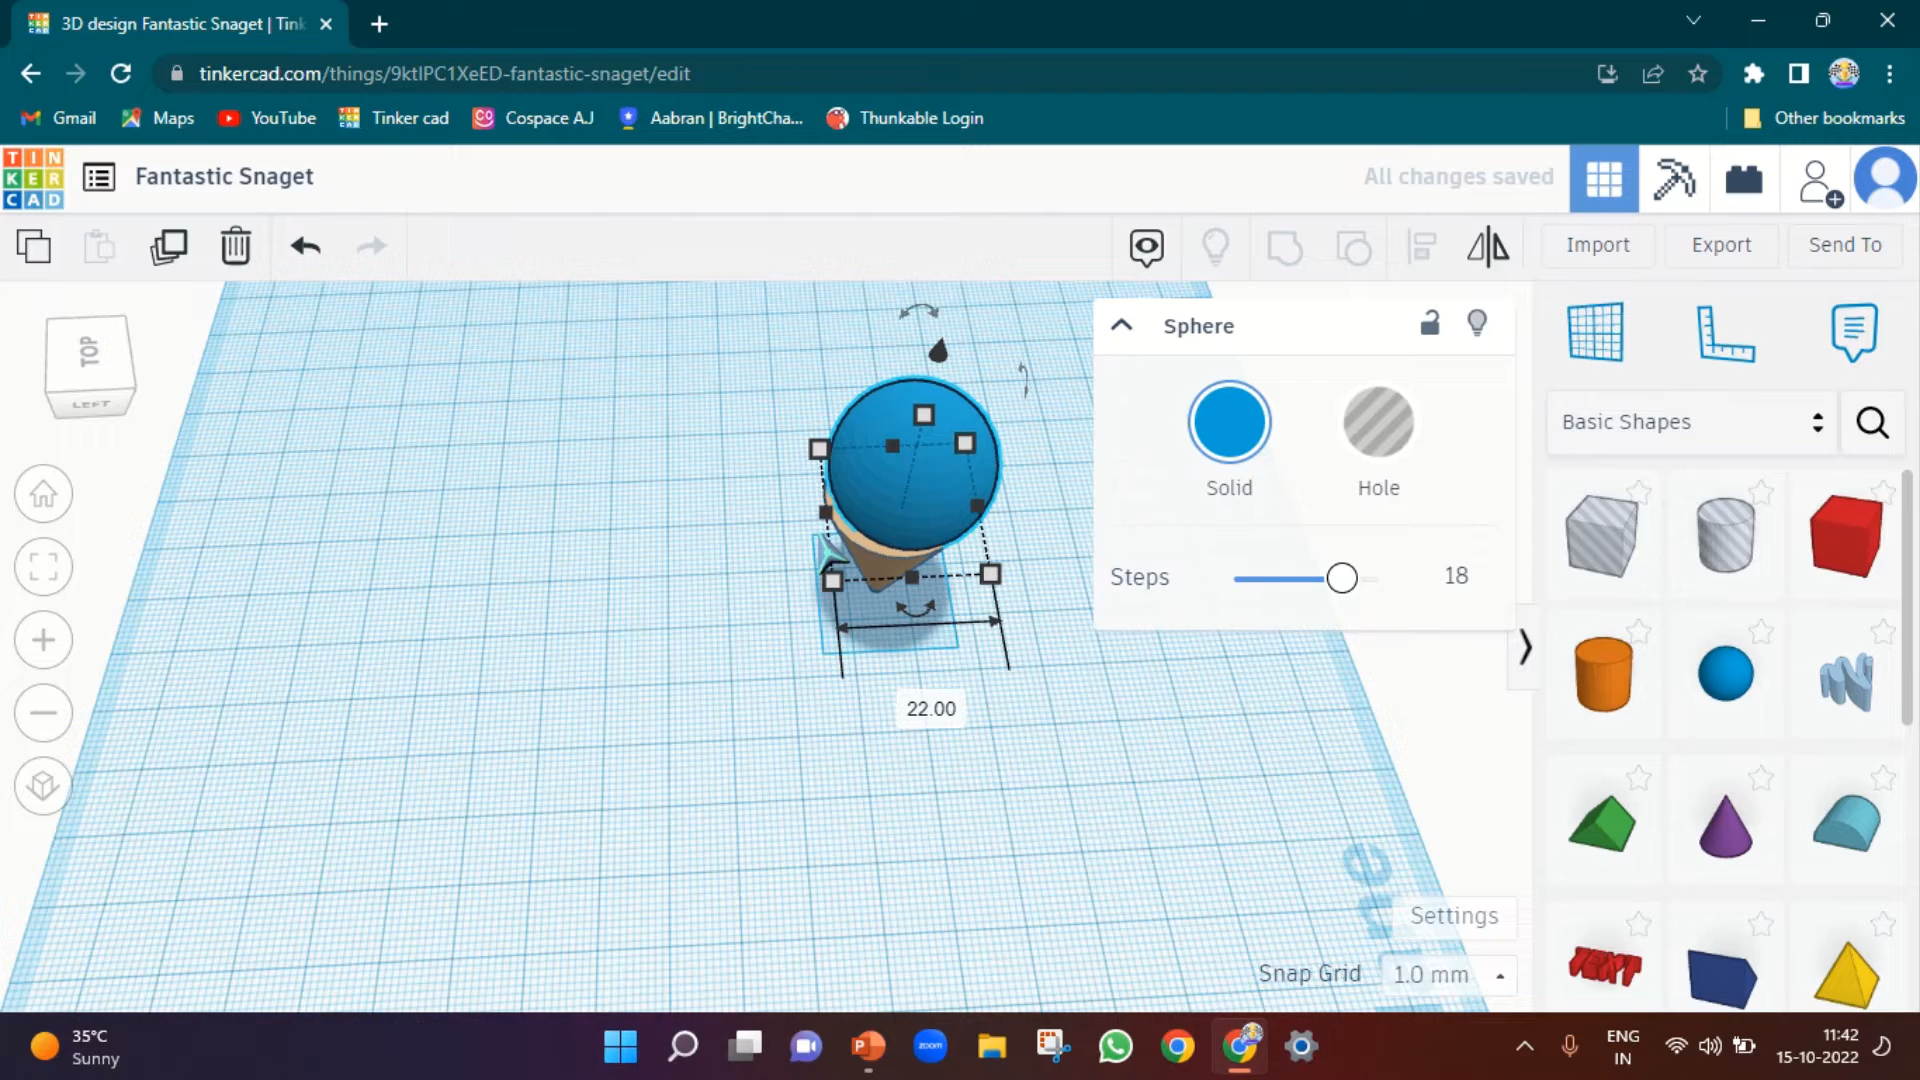 3D design Fantastic Snaget | Tink
tinkercad.com/things/9ktIPC1XeED-fantastic-snaget/edit
Gmail
Maps
YouTube
Tinker cad
Cospace AJ
Aabran | BrightCha...
Thunkable Login
Other bookmarks
TIN
KER
CAD
Fantastic Snaget
All changes saved
Import
Export
Send To
TOP
LEFT
Sphere
Solid
Hole
Steps
18
Basic Shapes
22.00
TEXT
Settings
Snap Grid
1.0 mm
35°C
Sunny
zoom
ENG
IN
11:42
15-10-2022